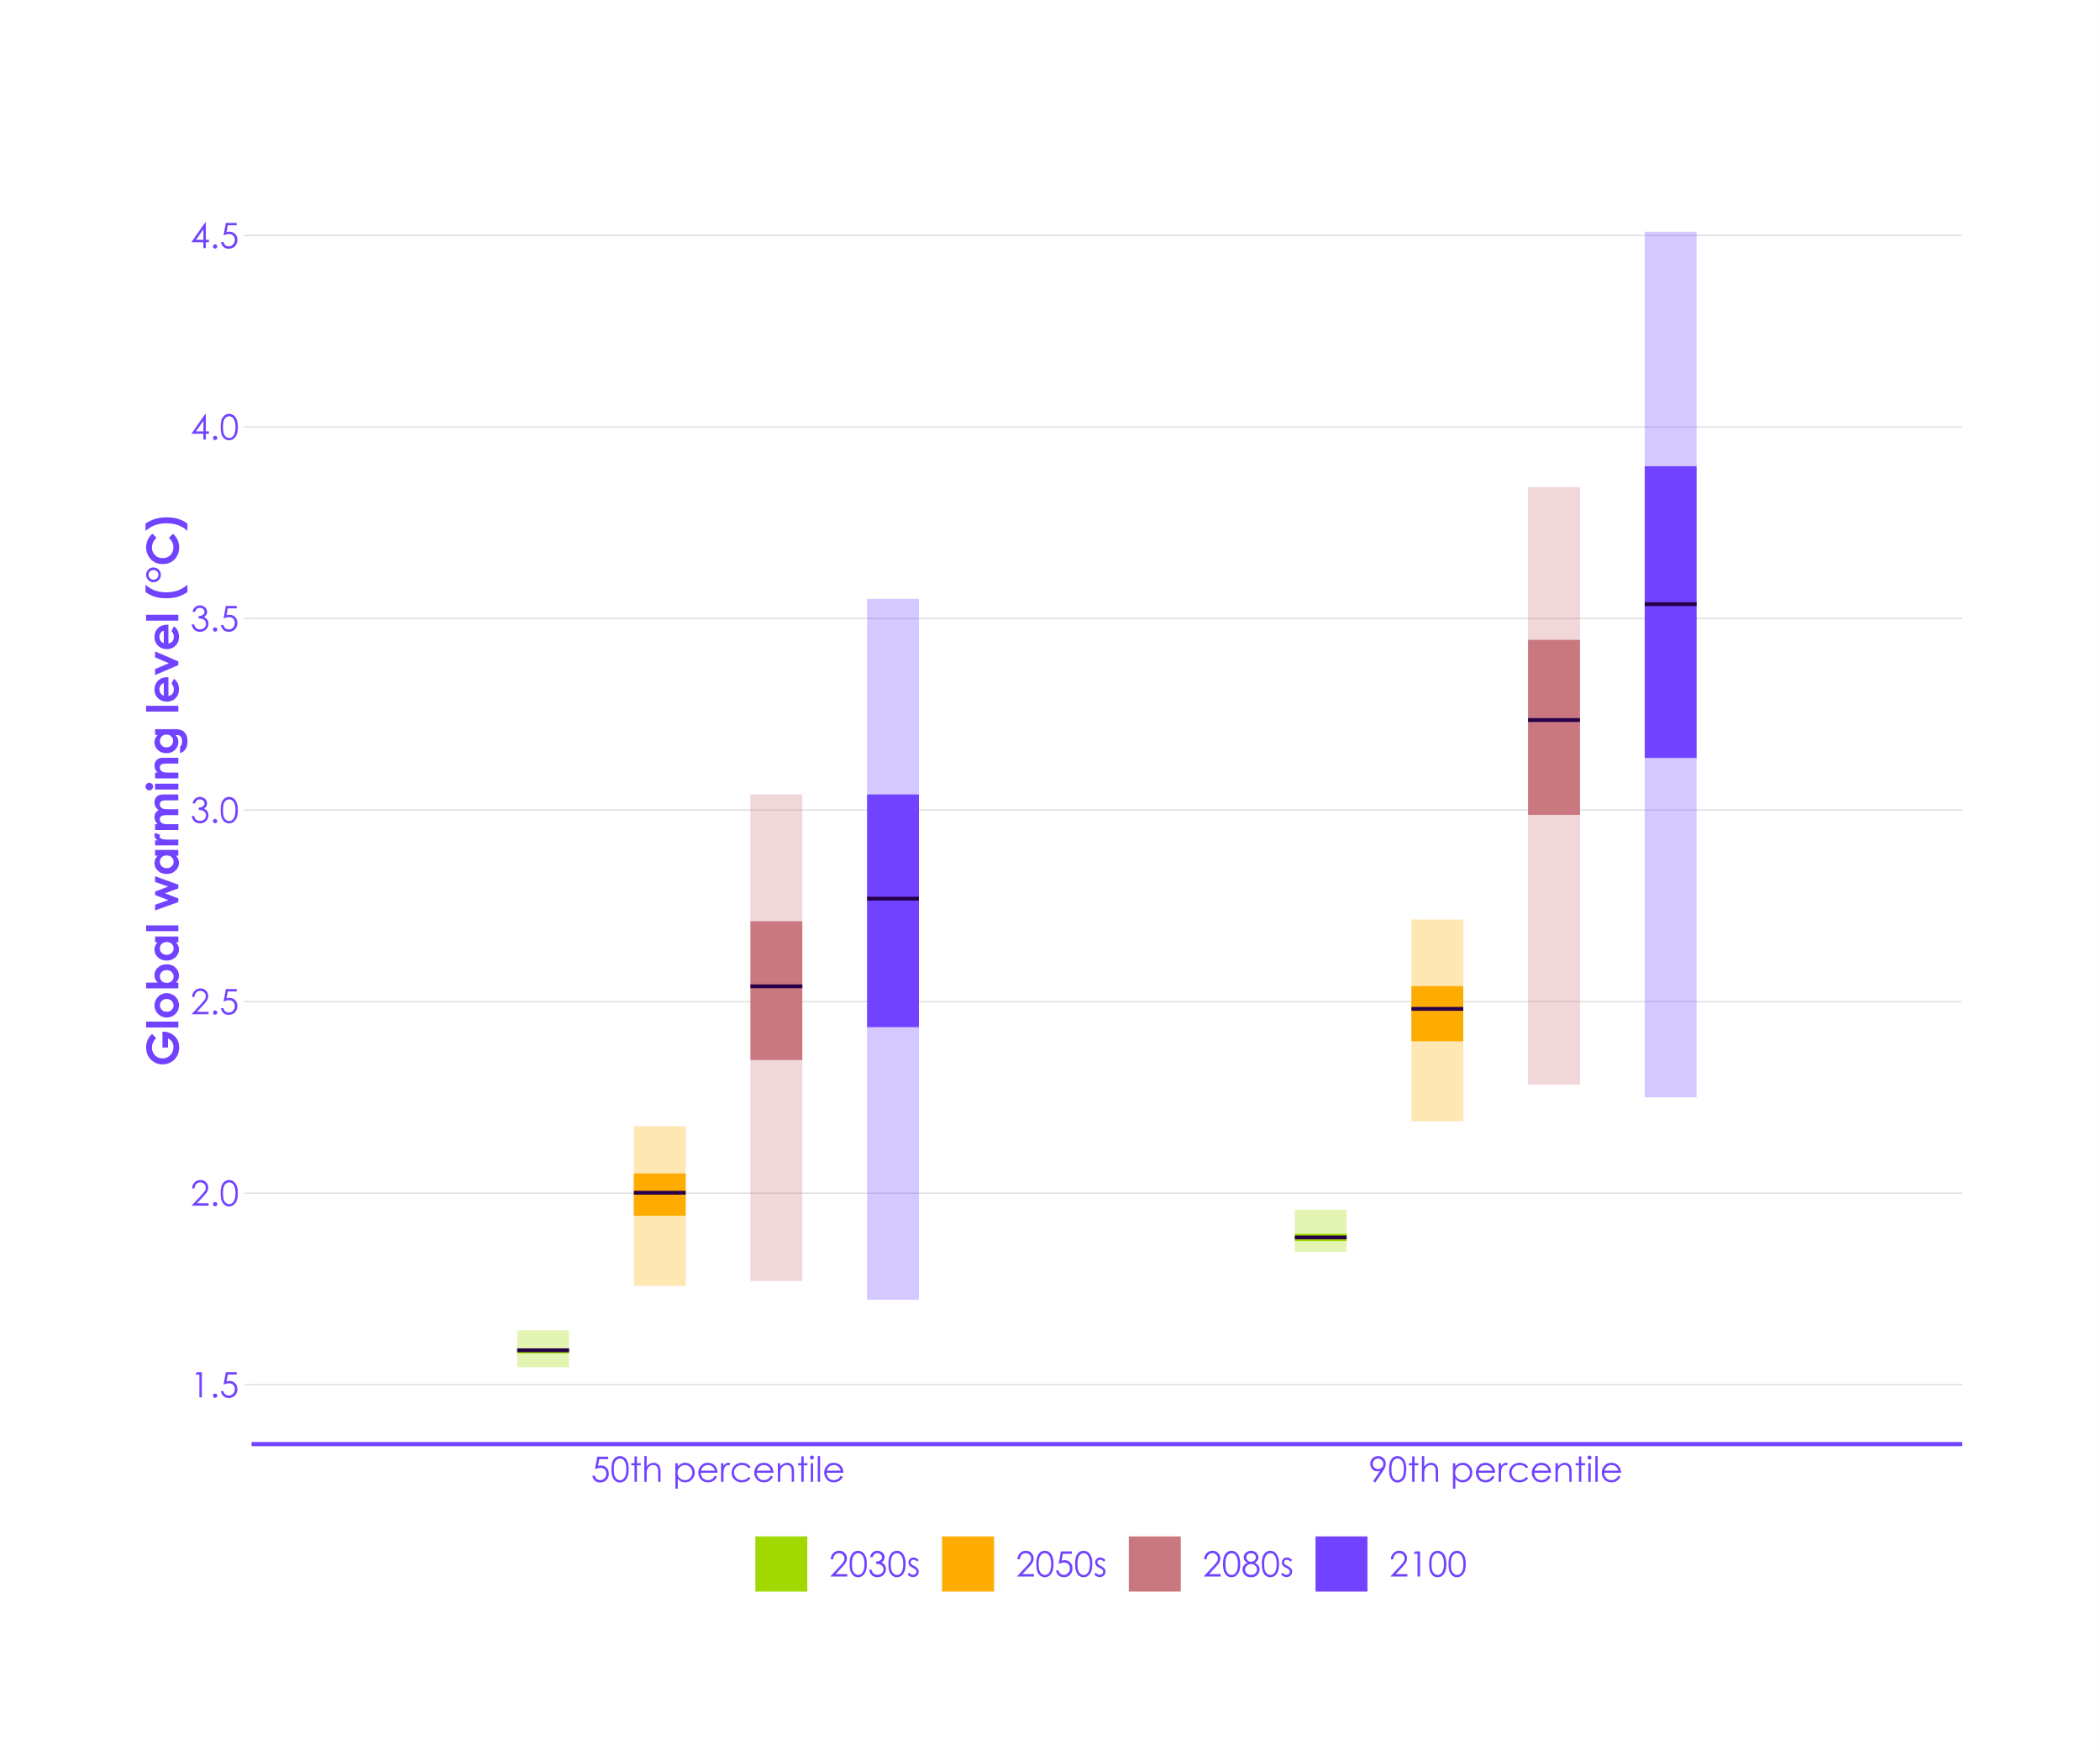 Global warming level (°C)
4.5
4.0
3.5
3.0
2.5
2.0
1.5
50th percentile
90th percentile
2030s
2050s
2080s
2100